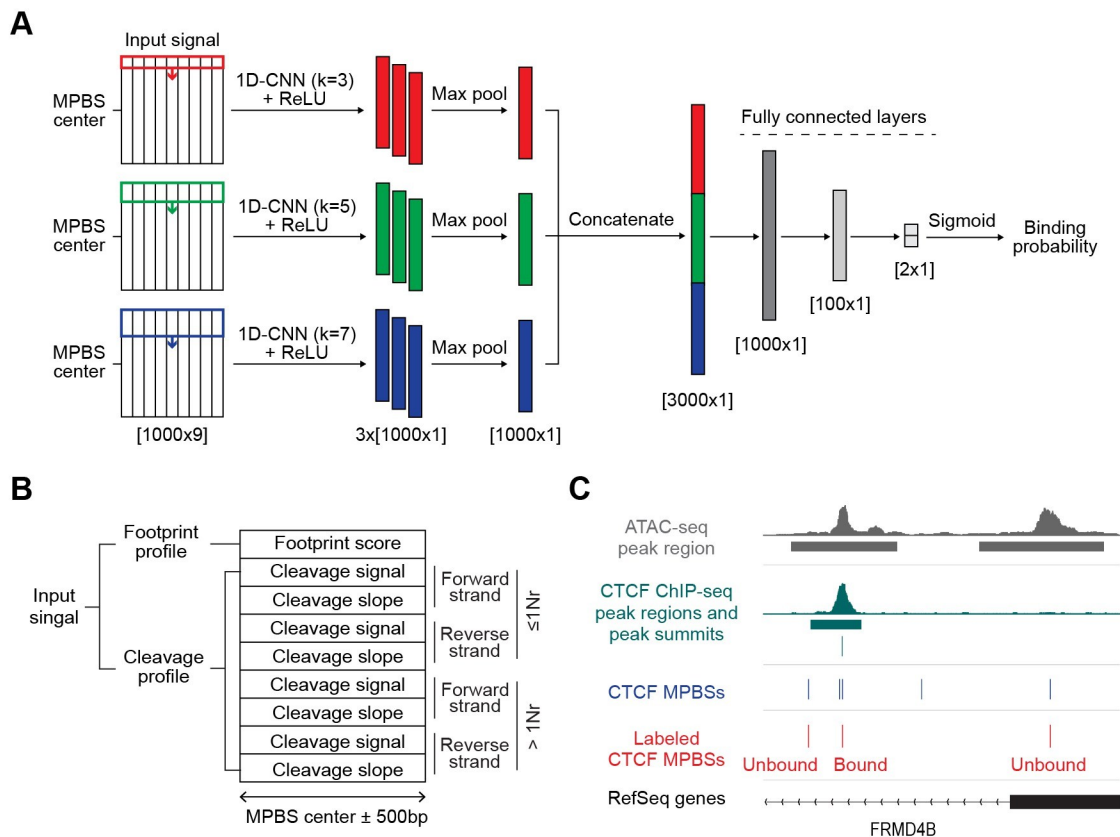 A
Input signal
MPBS
center
1D-CNN (k=3)
+ ReLU
Max pool
MPBS
center
1D-CNN (k=5)
+ ReLU
Max pool
MPBS
center
1D-CNN (k=7)
+ ReLU
Max pool
[1000x9]
3x[1000x1]
[1000x1]
Concatenate
[3000x1]
Fully connected layers
[1000x1]
[100x1]
[2x1]
Sigmoid
Binding
probability
B
Input
singal
Footprint
profile
Cleavage
profile
Footprint score
Cleavage signal
Cleavage slope
Cleavage signal
Cleavage slope
Cleavage signal
Cleavage slope
Cleavage signal
Cleavage slope
Forward
strand
Reverse
strand
≤1Nr
Forward
strand
Reverse
strand
> 1Nr
MPBS center ± 500bp
C
ATAC-seq
peak region
CTCF ChIP-seq
peak regions and
peak summits
CTCF MPBSs
Labeled
CTCF MPBSs
Unbound
Bound
Unbound
RefSeq genes
FRMD4B